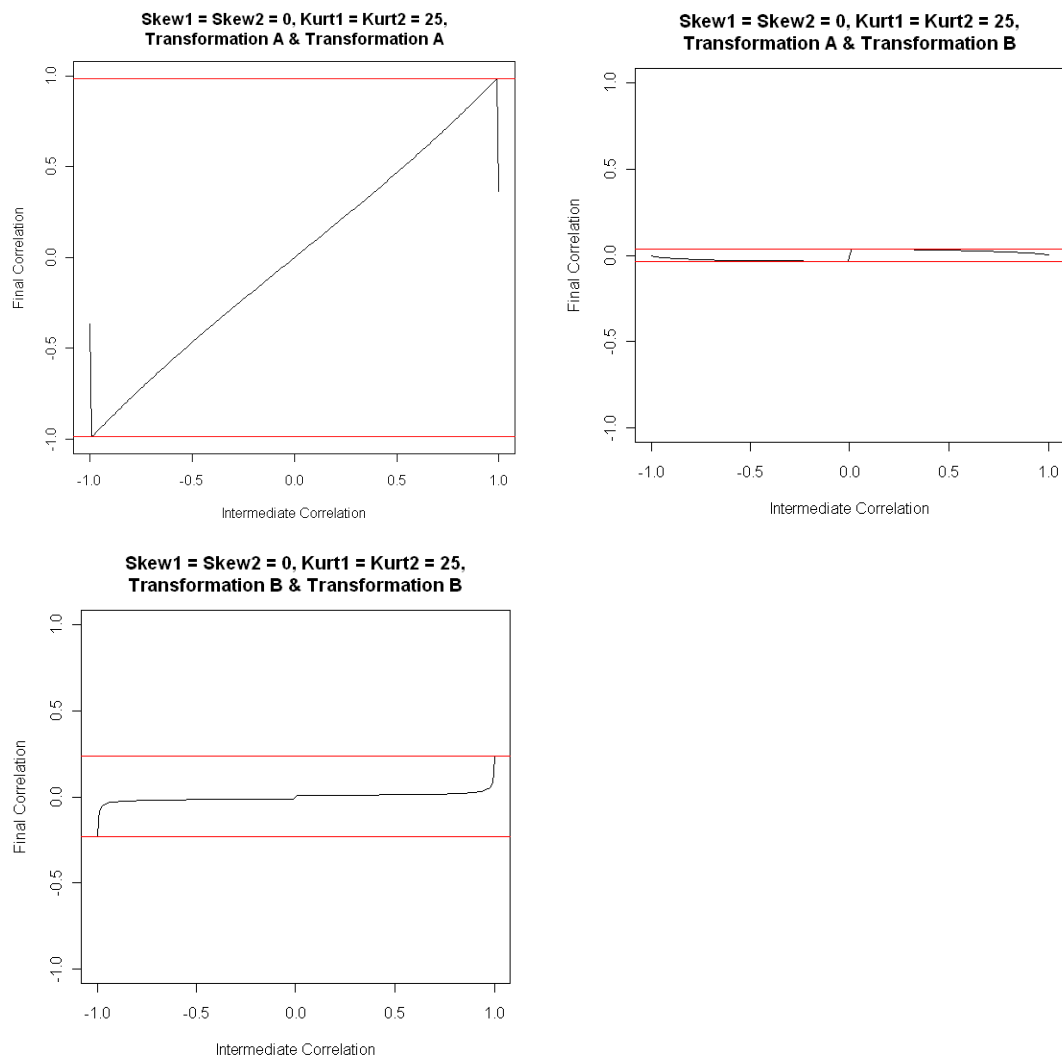 Skew1 = Skew2 = 0, Kurt1 = Kurt2 = 25,
Transformation A & Transformation A
1.0
0.5
0.0
-0.5
-1.0
Final Correlation
-1.0 -0.5 0.0 0.5 1.0
Intermediate Correlation
Skew1 = Skew2 = 0, Kurt1 = Kurt2 = 25,
Transformation A & Transformation B
1.0
0.5
0.0
-0.5
-1.0
Final Correlation
-1.0 -0.5 0.0 0.5 1.0
Intermediate Correlation
Skew1 = Skew2 = 0, Kurt1 = Kurt2 = 25,
Transformation B & Transformation B
1.0
0.5
0.0
-0.5
-1.0
Final Correlation
-1.0 -0.5 0.0 0.5 1.0
Intermediate Correlation